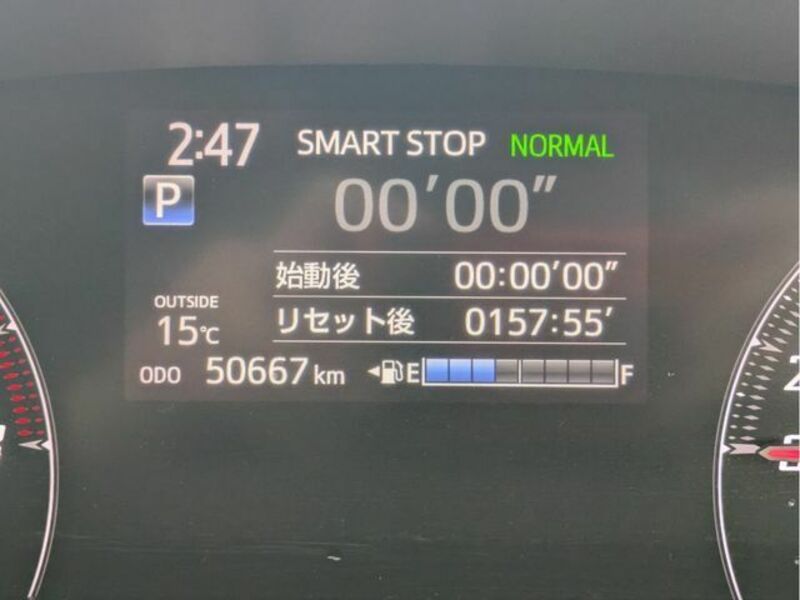 2:47 SMART STOP NORMAL
P 00'00"
始動後 00:00'00"
OUTSIDE
リセット後 0157:55'
15℃
ODO 50667 km E F
2